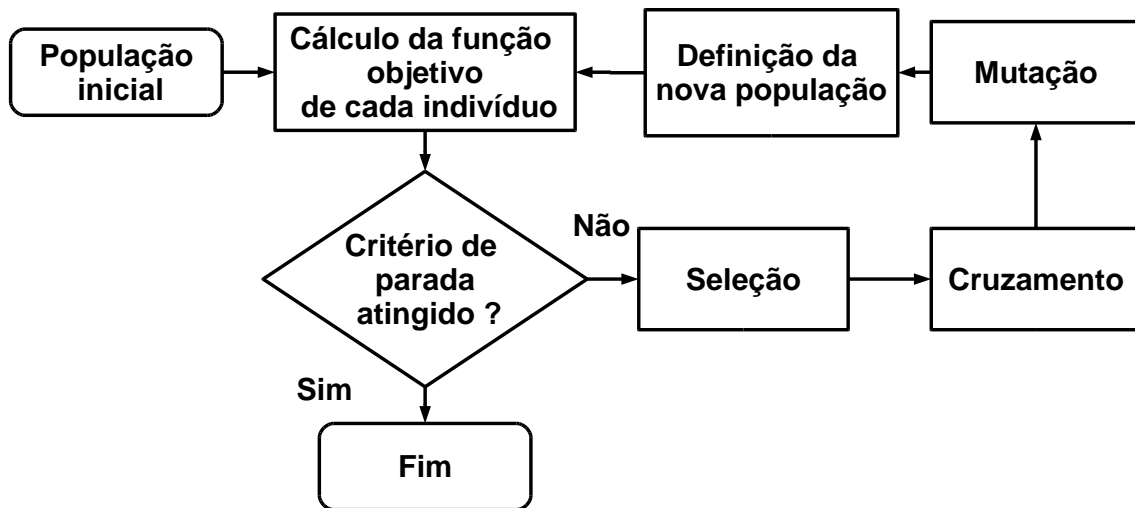 População
inicial
Cálculo da função
objetivo
de cada indivíduo
Definição da
nova população
Mutação
Critério de
parada
atingido ?
Não
Seleção
Cruzamento
Sim
Fim